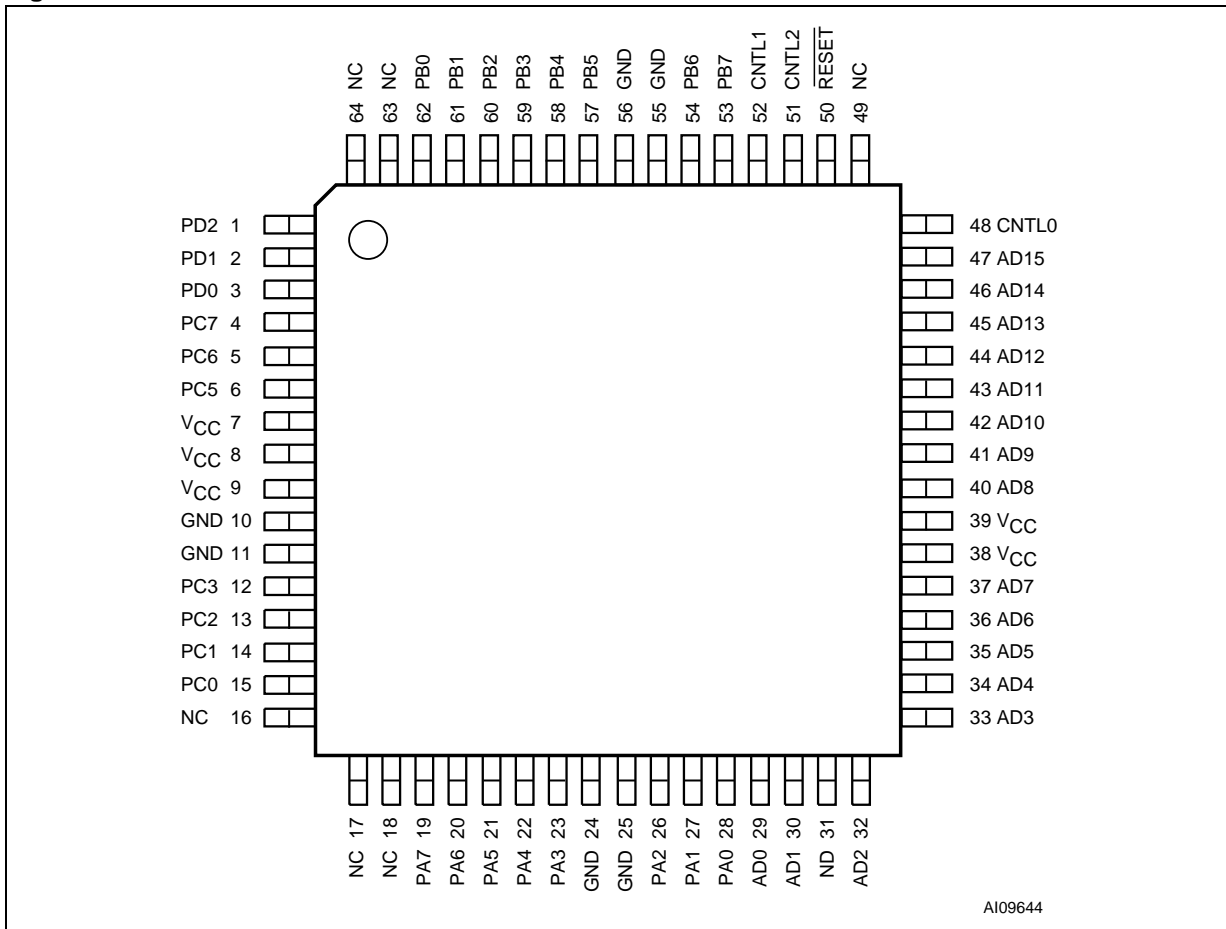 64 NC
63 NC
62 PB0
61 PB1
60 PB2
59 PB3
58 PB4
57 PB5
56 GND
55 GND
54 PB6
53 PB7
52 CNTL1
51 CNTL2
50 RESET
49 NC
PD2 1
PD1 2
PD0 3
PC7 4
PC6 5
PC5 6
VCC 7
VCC 8
VCC 9
GND 10
GND 11
PC3 12
PC2 13
PC1 14
PC0 15
NC 16
48 CNTL0
47 AD15
46 AD14
45 AD13
44 AD12
43 AD11
42 AD10
41 AD9
40 AD8
39 VCC
38 VCC
37 AD7
36 AD6
35 AD5
34 AD4
33 AD3
NC 17
NC 18
PA7 19
PA6 20
PA5 21
PA4 22
PA3 23
GND 24
GND 25
PA2 26
PA1 27
PA0 28
AD0 29
AD1 30
ND 31
AD2 32
AI09644